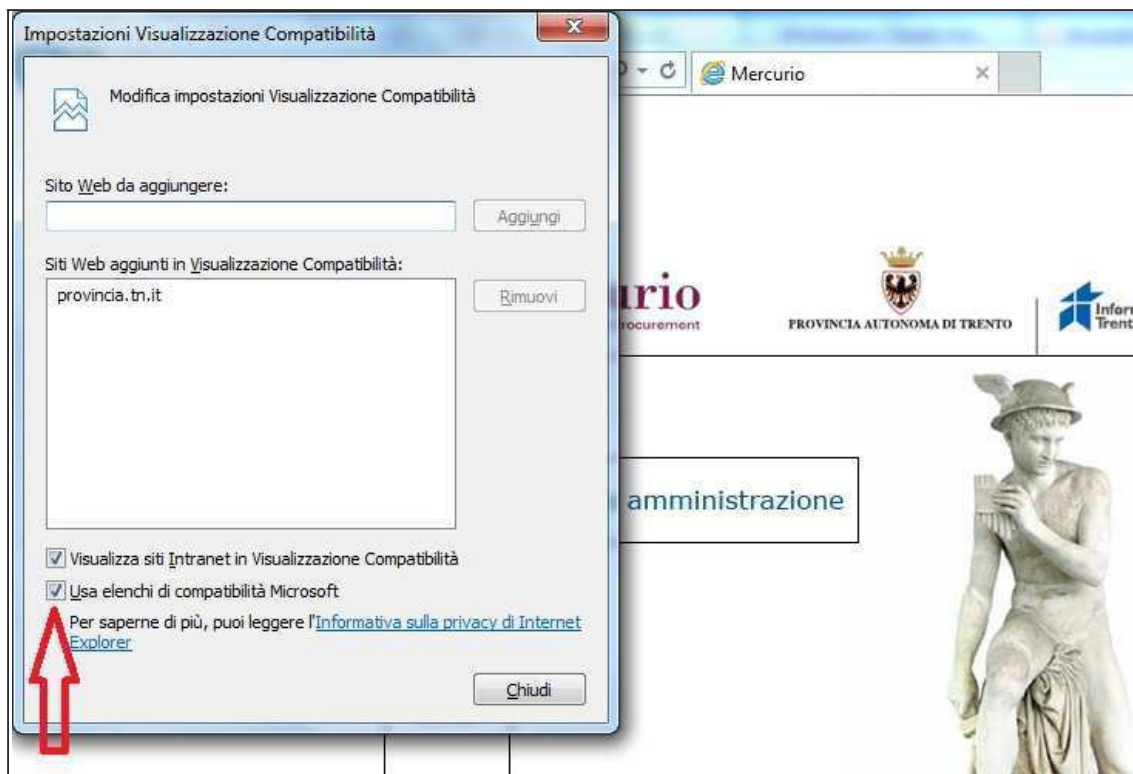 Impostazioni Visualizzazione Compatibilità
Mercurio
Modifica impostazioni Visualizzazione Compatibilità
Sito Web da aggiungere:
Aggiungi
Siti Web aggiunti in Visualizzazione Compatibilità:
provincia.tn.it
Rimuovi
urio
rocurement
PROVINCIA AUTONOMA DI TRENTO
Inform
Trent
amministrazione
Visualizza siti Intranet in Visualizzazione Compatibilità
Usa elenchi di compatibilità Microsoft
Per saperne di più, puoi leggere l'Informativa sulla privacy di Internet
Explorer
Chiudi